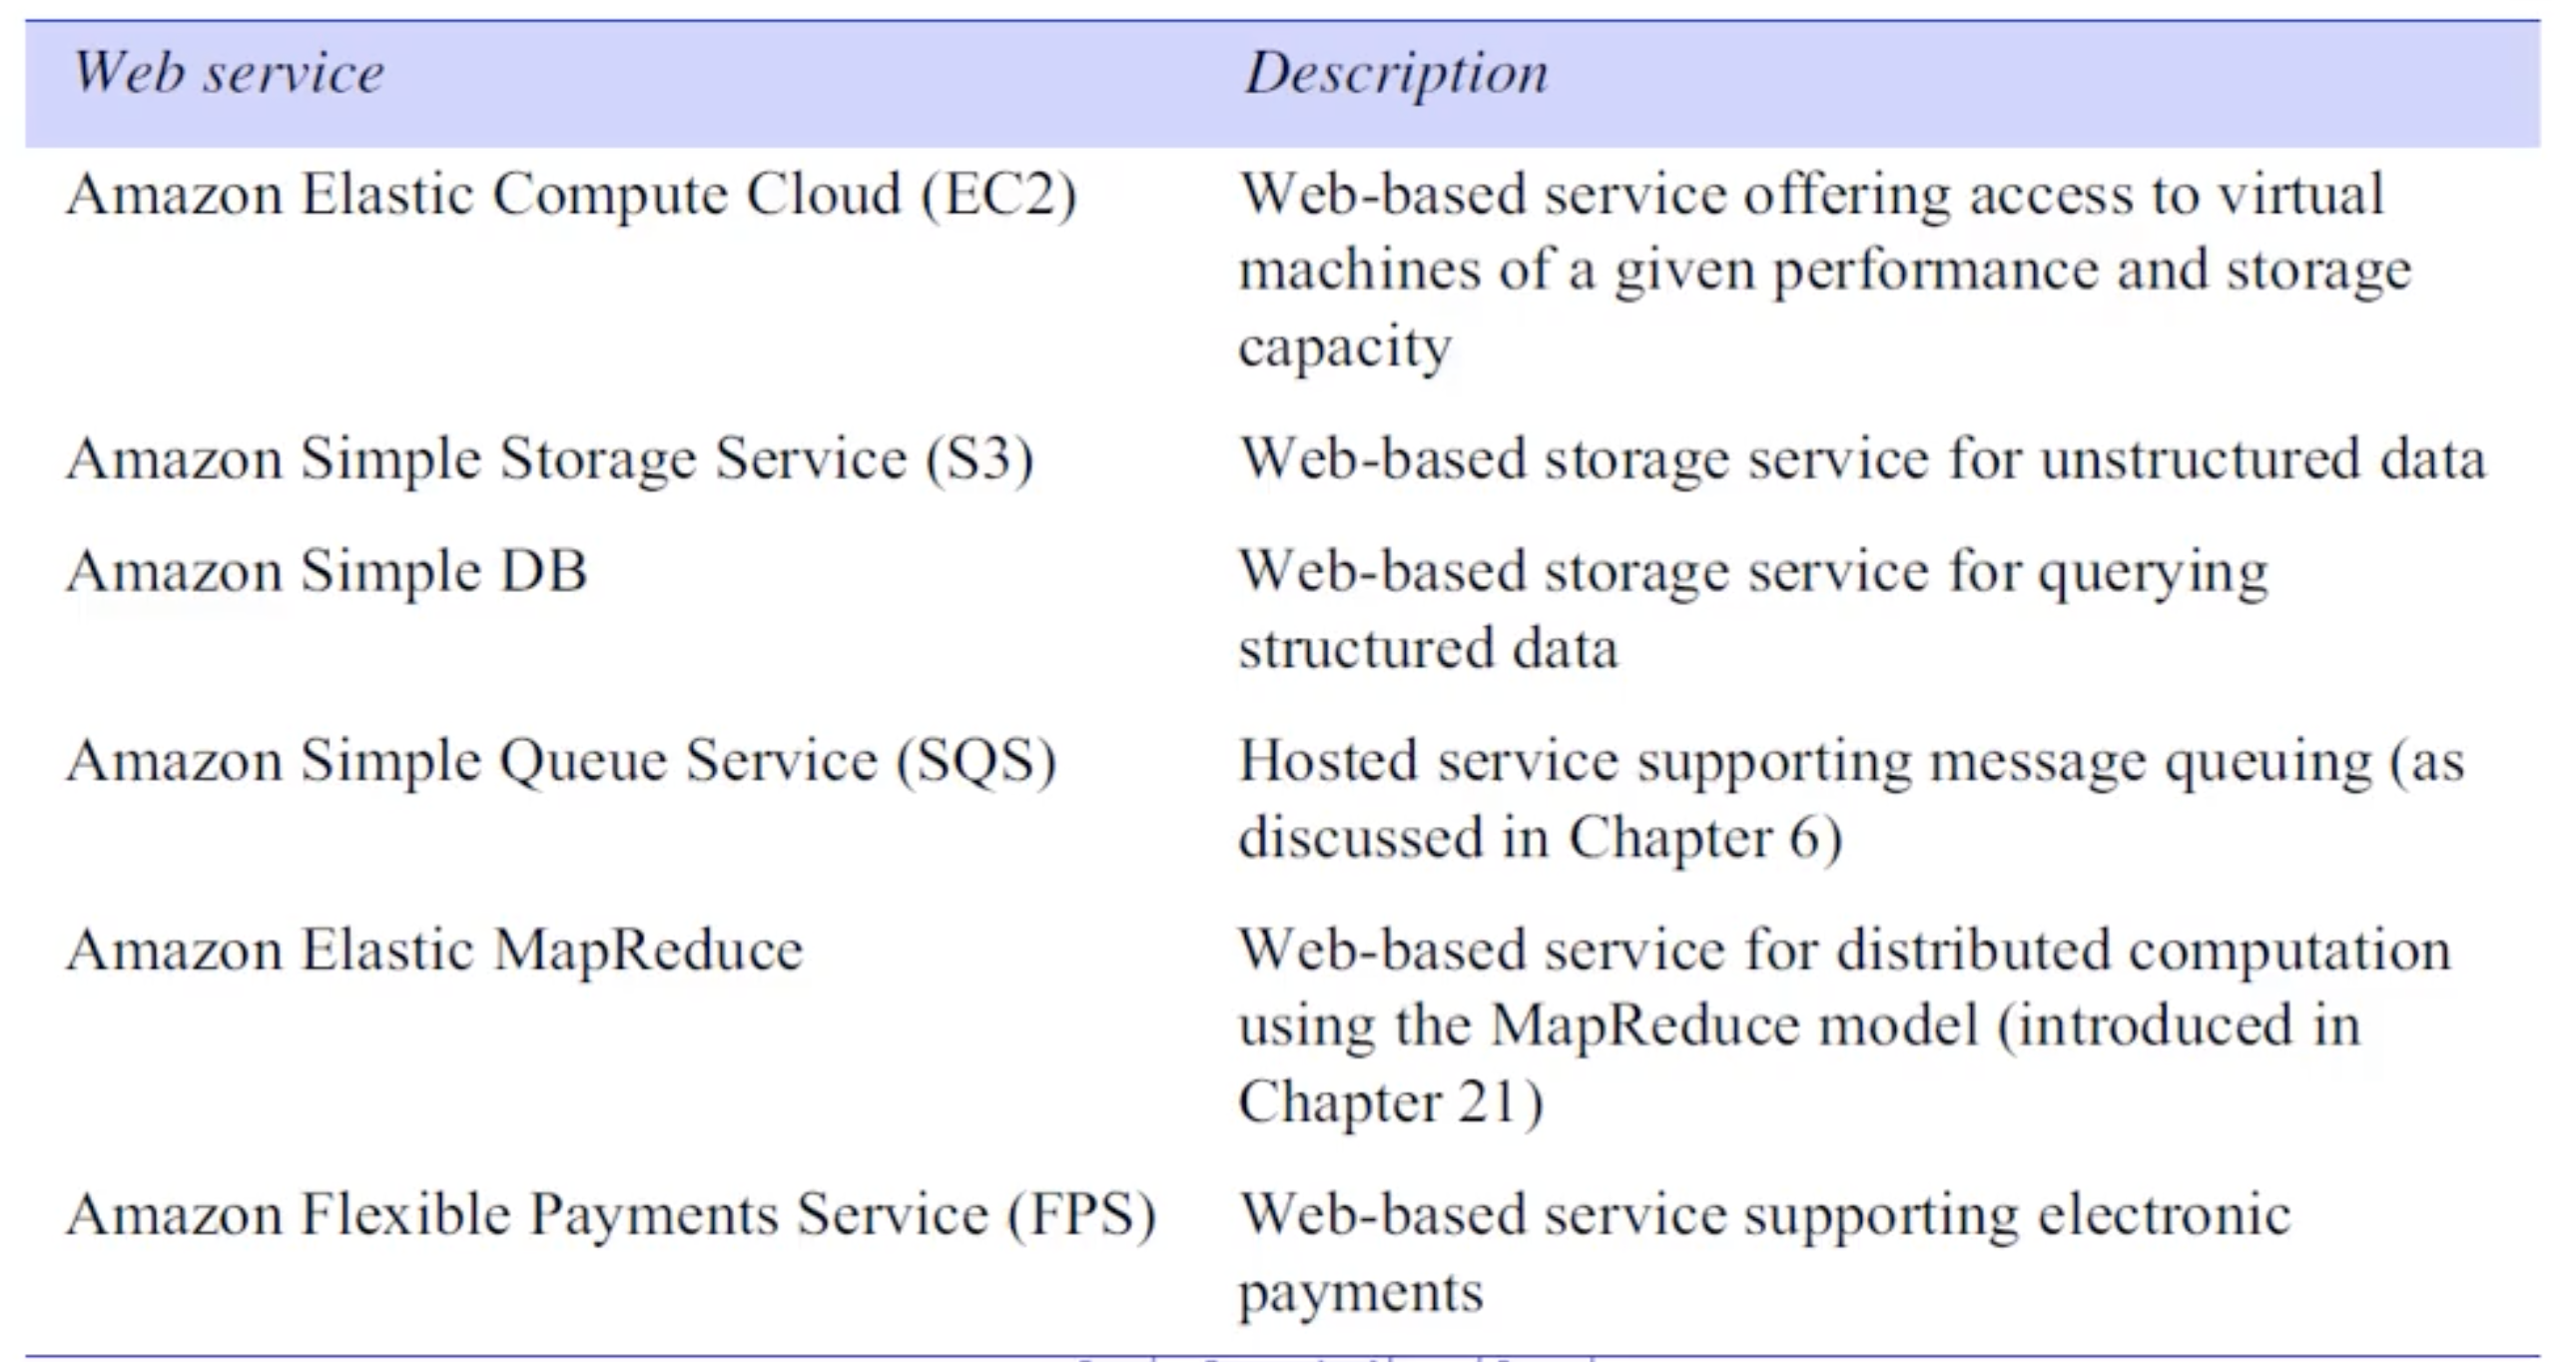 Web service Description
Amazon Elastic Compute Cloud (EC2) Web-based service offering access to virtual
machines of a given performance and storage
capacity
Amazon Simple Storage Service (S3) Web-based storage service for unstructured data
Amazon Simple DB Web-based storage service for querying
structured data
Amazon Simple Queue Service (SQS) Hosted service supporting message queuing (as
discussed in Chapter 6)
Amazon Elastic MapReduce Web-based service for distributed computation
using the MapReduce model (introduced in
Chapter 21)
Amazon Flexible Payments Service (FPS) Web-based service supporting electronic
payments